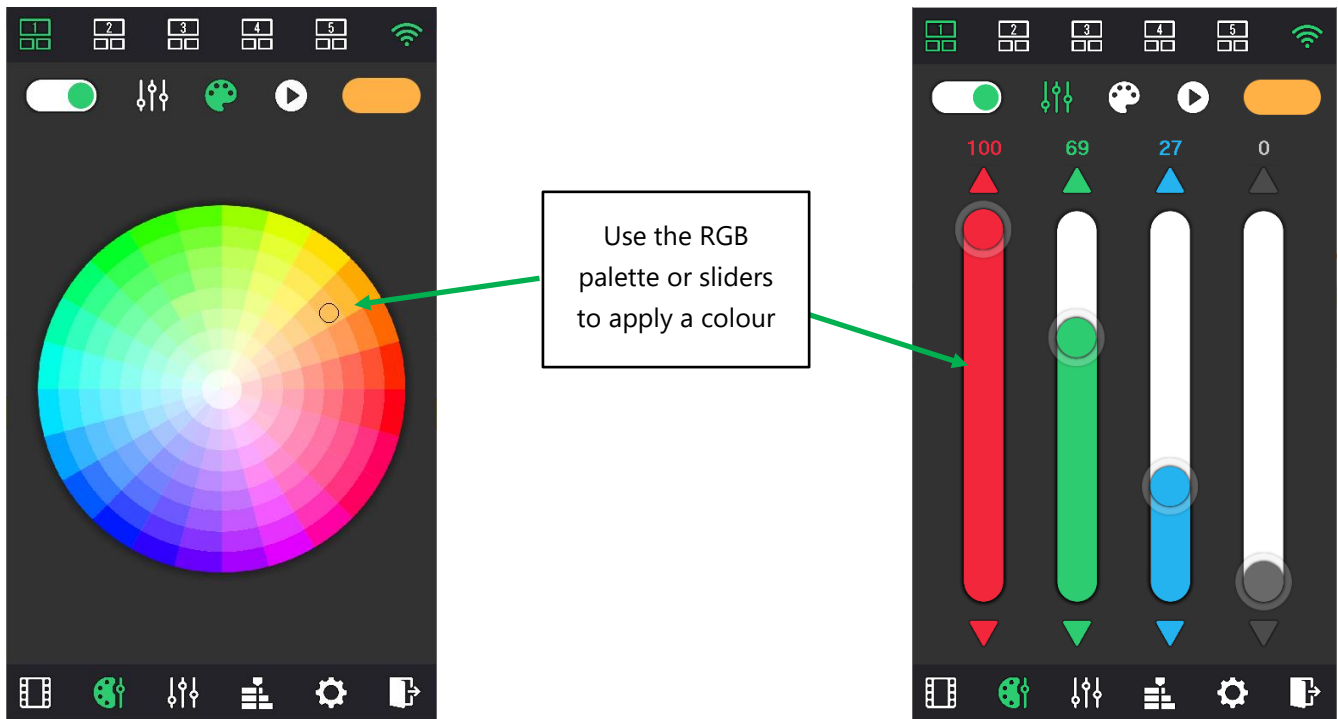 1 2 3 4 5
Use the RGB
palette or sliders
to apply a colour
1 2 3 4 5
100 69 27 0